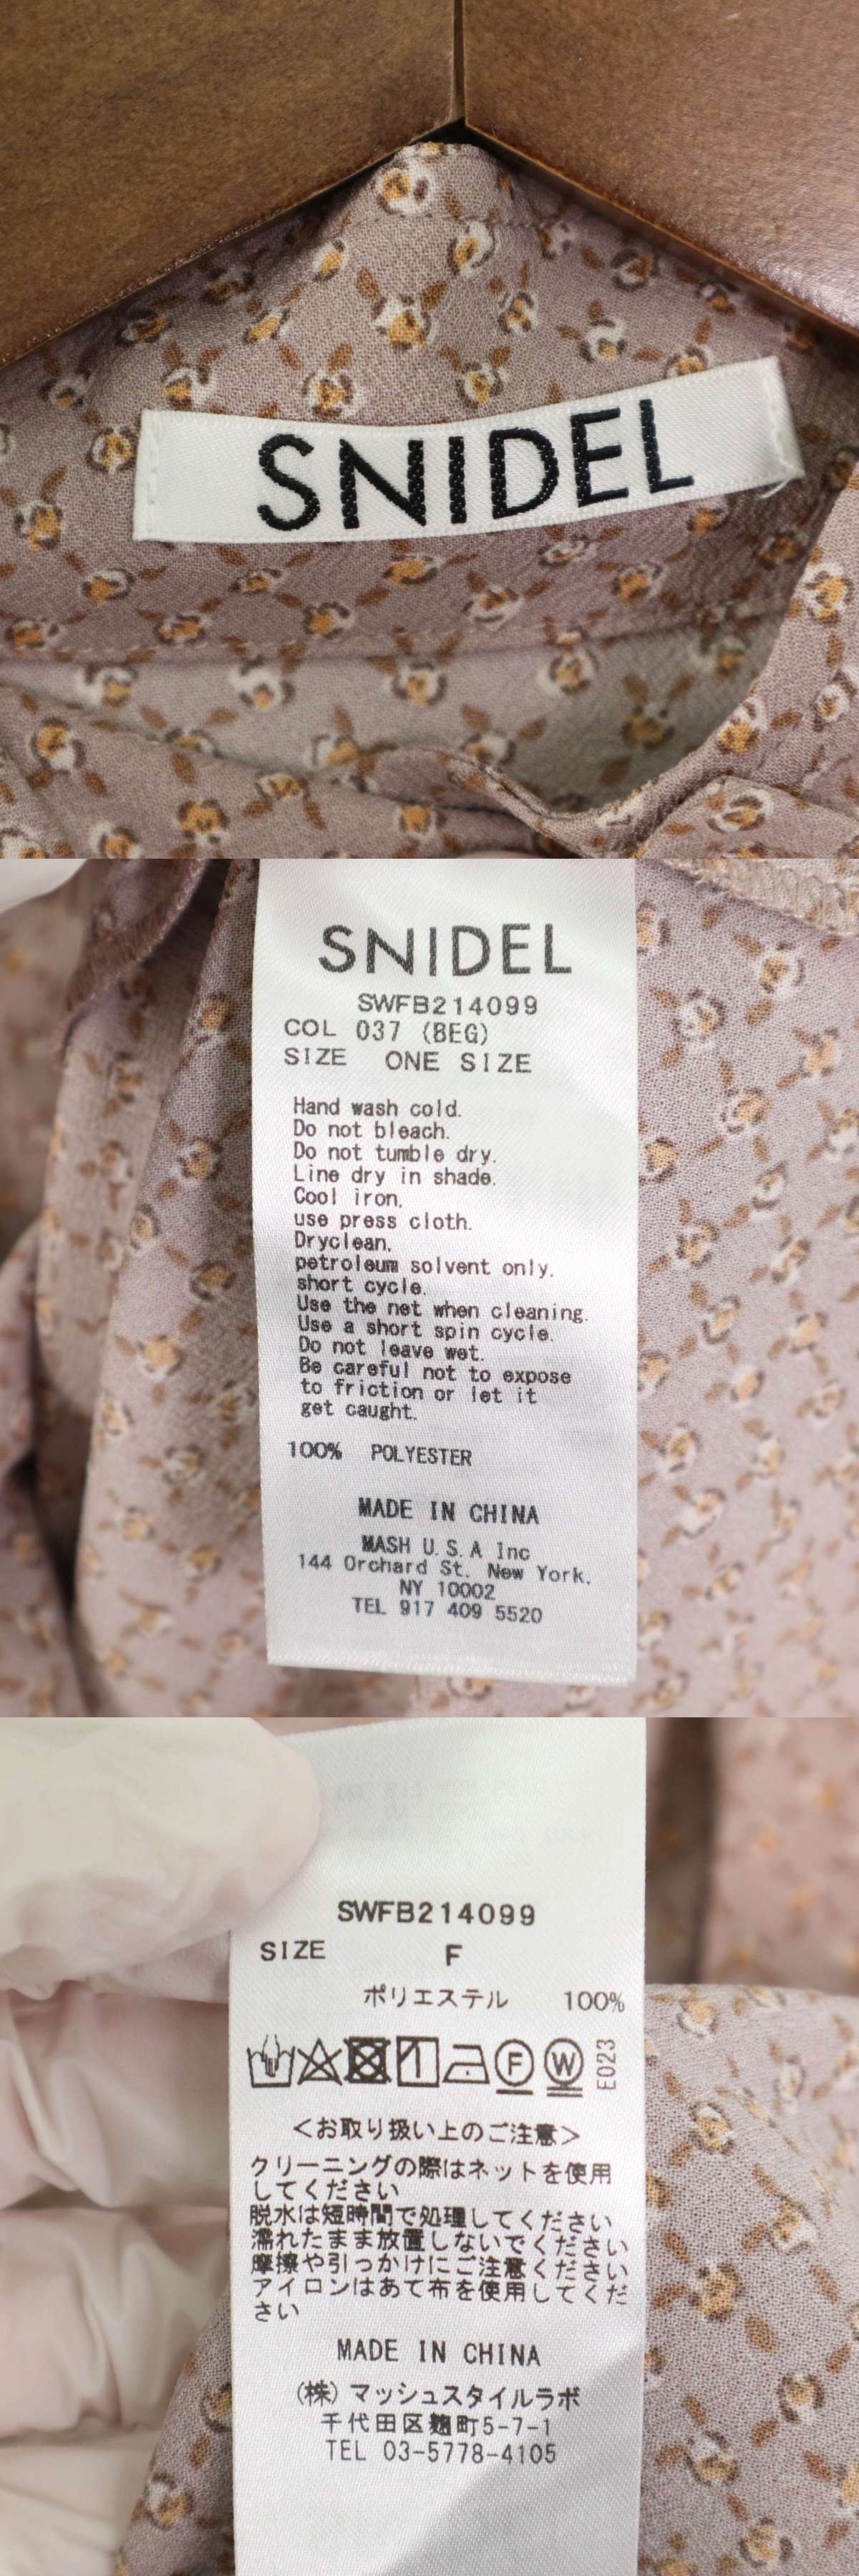 SNIDEL
SNIDEL
SWFB214099
COL 037 (BEG)
SIZE ONE SIZE
Hand wash cold.
Do not bleach.
Do not tumble dry.
Line dry in shade.
Cool iron,
use press cloth.
Dryclean,
petroleum solvent only.
short cycle.
Use the net when cleaning.
Use a short spin cycle.
Do not leave wet.
Be careful not to expose
to friction or let it
get caught.
100% POLYESTER
MADE IN CHINA
MASH U.S.A Inc
144 Orchard St. New York,
NY 10002
TEL 917 409 5520
SWFB214099
SIZE F
ポリエステル 100%
F W E023
<お取り扱い上のご注意>
クリーニングの際はネットを使用
してください
脱水は短時間で処理してください
濡れたまま放置しないでください
摩擦や引っかけにご注意ください
アイロンはあて布を使用してくだ
さい
MADE IN CHINA
(株)マッシュスタイルラボ
千代田区麹町5-7-1
TEL 03-5778-4105